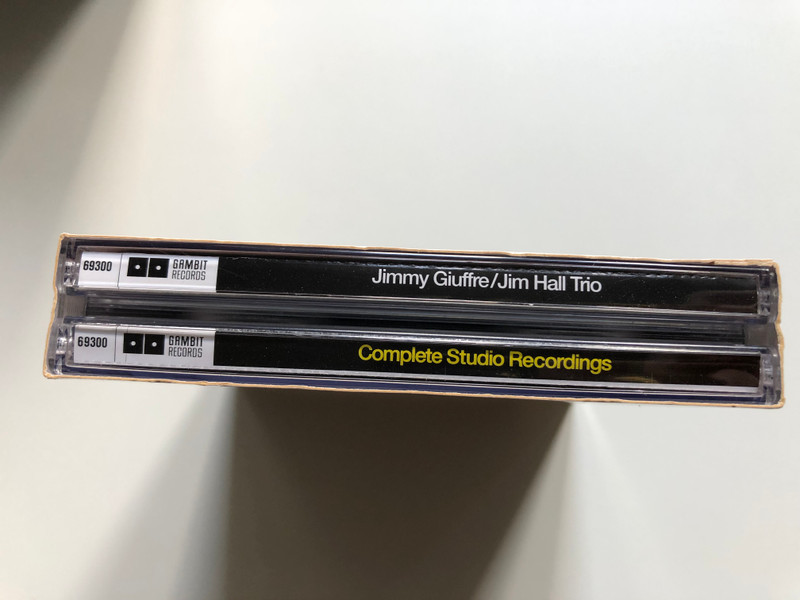 69300 GAMBIT RECORDS Jimmy Giuffre/Jim Hall Trio
69300 GAMBIT RECORDS Complete Studio Recordings